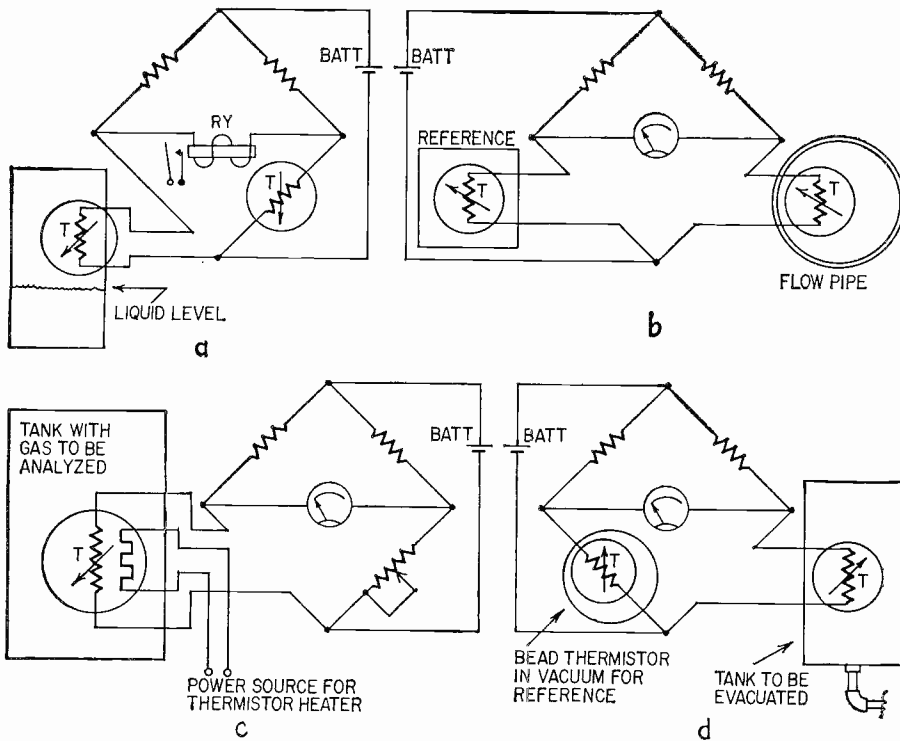 BATT
RY
T
T
LIQUID LEVEL
a
BATT
REFERENCE
T
T
FLOW PIPE
b
TANK WITH
GAS TO BE
ANALYZED
T
BATT
POWER SOURCE FOR
THERMISTOR HEATER
c
BATT
T
T
BEAD THERMISTOR
IN VACUUM FOR
REFERENCE
TANK TO BE
EVACUATED
d